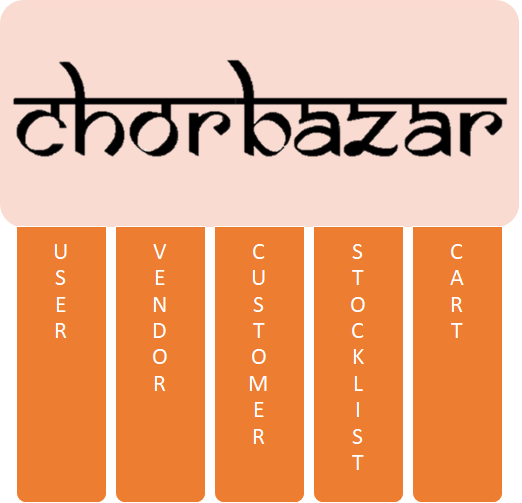 chorbazar
USER
VENDOR
CUSTOMER
STOCKLIST
CART